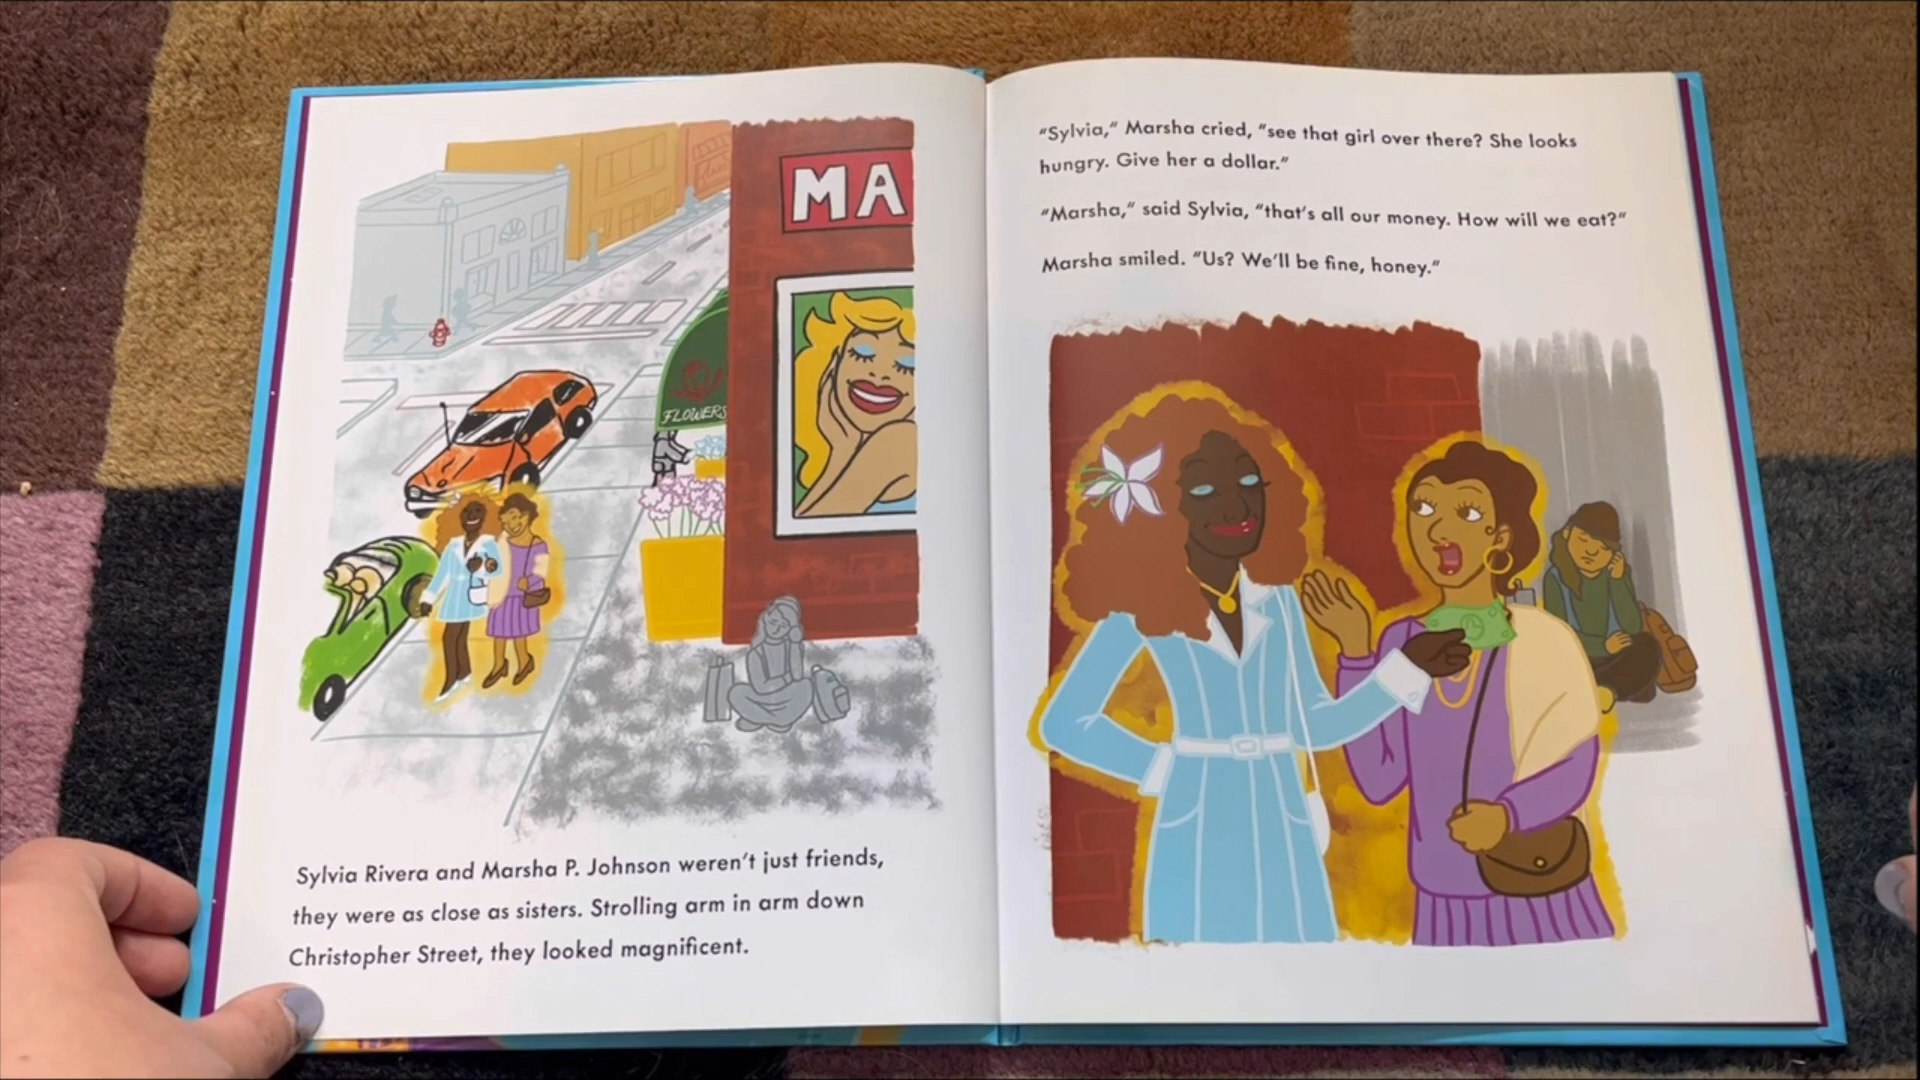 MA
FLOWERS
Sylvia Rivera and Marsha P. Johnson weren't just friends,
they were as close as sisters. Strolling arm in arm down
Christopher Street, they looked magnificent.
"Sylvia," Marsha cried, "see that girl over there? She looks
hungry. Give her a dollar."
"Marsha," said Sylvia, "that's all our money. How will we eat?"
Marsha smiled. "Us? We'll be fine, honey."